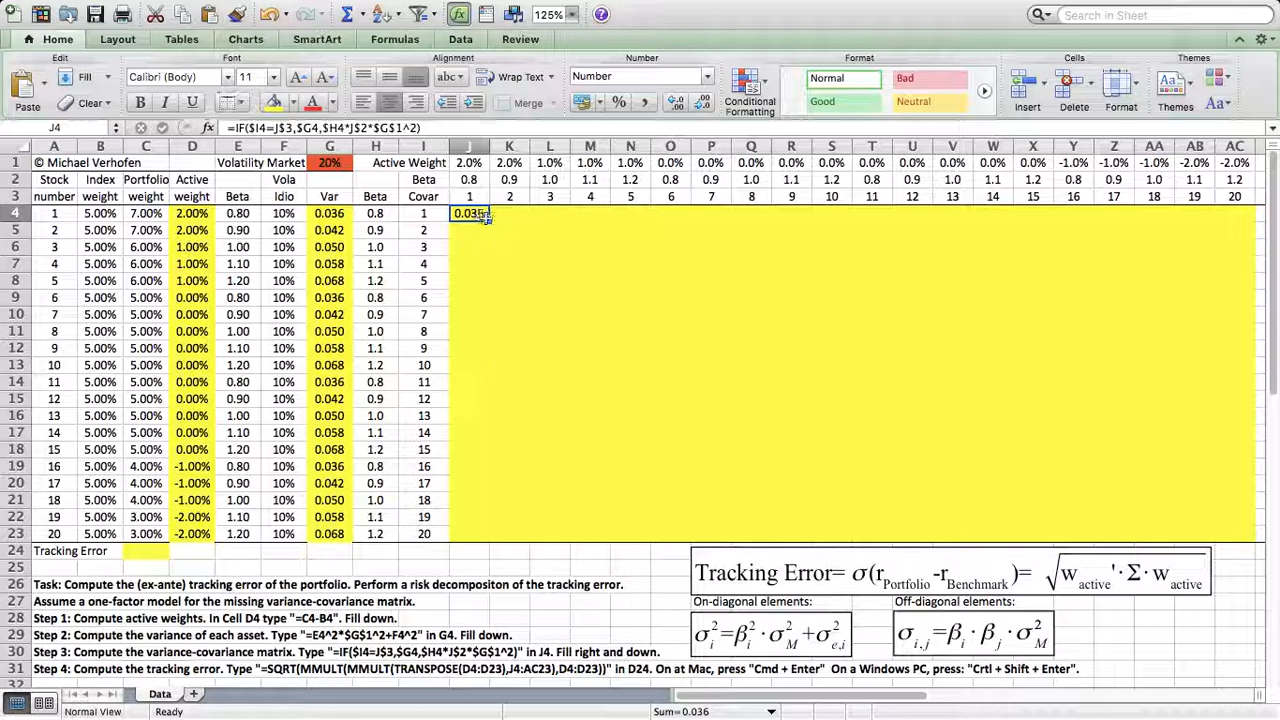 125%
Search in Sheet
Home Layout Tables Charts SmartArt Formulas Data Review
Edit Font Alignment Number Format Cells Themes
Paste Fill Clear Calibri (Body) 11 B I U abc Wrap Text Merge Number % Conditional Formatting Normal Bad Good Neutral Insert Delete Format Themes Aa
J4 fx =IF($I4=J$3,$G4,$H4*J$2*$G$1^2)
A B C D E F G H I J K L M N O P Q R S T U V W X Y Z AA AB AC
1 © Michael Verhofen Volatility Market 20% Active Weight 2.0% 2.0% 1.0% 1.0% 1.0% 0.0% 0.0% 0.0% 0.0% 0.0% 0.0% 0.0% 0.0% 0.0% 0.0% -1.0% -1.0% -1.0% -2.0% -2.0%
2 Stock Index Portfolio Active Vola Beta 0.8 0.9 1.0 1.1 1.2 0.8 0.9 1.0 1.1 1.2 0.8 0.9 1.0 1.1 1.2 0.8 0.9 1.0 1.1 1.2
3 number weight weight weight Beta Idio Var Beta Covar 1 2 3 4 5 6 7 8 9 10 11 12 13 14 15 16 17 18 19 20
4 1 5.00% 7.00% 2.00% 0.80 10% 0.036 0.8 1
5 2 5.00% 7.00% 2.00% 0.90 10% 0.042 0.9 2
6 3 5.00% 6.00% 1.00% 1.00 10% 0.050 1.0 3
7 4 5.00% 6.00% 1.00% 1.10 10% 0.058 1.1 4
8 5 5.00% 6.00% 1.00% 1.20 10% 0.068 1.2 5
9 6 5.00% 5.00% 0.00% 0.80 10% 0.036 0.8 6
10 7 5.00% 5.00% 0.00% 0.90 10% 0.042 0.9 7
11 8 5.00% 5.00% 0.00% 1.00 10% 0.050 1.0 8
12 9 5.00% 5.00% 0.00% 1.10 10% 0.058 1.1 9
13 10 5.00% 5.00% 0.00% 1.20 10% 0.068 1.2 10
14 11 5.00% 5.00% 0.00% 0.80 10% 0.036 0.8 11
15 12 5.00% 5.00% 0.00% 0.90 10% 0.042 0.9 12
16 13 5.00% 5.00% 0.00% 1.00 10% 0.050 1.0 13
17 14 5.00% 5.00% 0.00% 1.10 10% 0.058 1.1 14
18 15 5.00% 5.00% 0.00% 1.20 10% 0.068 1.2 15
19 16 5.00% 4.00% -1.00% 0.80 10% 0.036 0.8 16
20 17 5.00% 4.00% -1.00% 0.90 10% 0.042 0.9 17
21 18 5.00% 4.00% -1.00% 1.00 10% 0.050 1.0 18
22 19 5.00% 3.00% -2.00% 1.10 10% 0.058 1.1 19
23 20 5.00% 3.00% -2.00% 1.20 10% 0.068 1.2 20
24 Tracking Error
25 Tracking Error= σ(r_Portfolio -r_Benchmark)= √w_active'·Σ·w_active
26 Task: Compute the (ex-ante) tracking error of the portfolio. Perform a risk decompositon of the tracking error.
27 Assume a one-factor model for the missing variance-covariance matrix. On-diagonal elements: Off-diagonal elements:
28 Step 1: Compute active weights. In Cell D4 type "=C4-B4". Fill down.
29 Step 2: Compute the variance of each asset. Type "=E4^2*$G$1^2+F4^2" in G4. Fill down. σ_i^2=β_i^2·σ_M^2+σ_e,i^2 σ_i,j=β_i·β_j·σ_M^2
30 Step 3: Compute the variance-covariance matrix. Type "=IF($I4=J$3,$G4,$H4*J$2*$G$1^2)" in J4. Fill right and down.
31 Step 4: Compute the tracking error. Type "=SQRT(MMULT(MMULT(TRANSPOSE(D4:D23),J4:AC23),D4:D23))" in D24. On at Mac, press "Cmd + Enter" On a Windows PC, press: "Crtl + Shift + Enter".
32
Data
Normal View Ready Sum=0.036